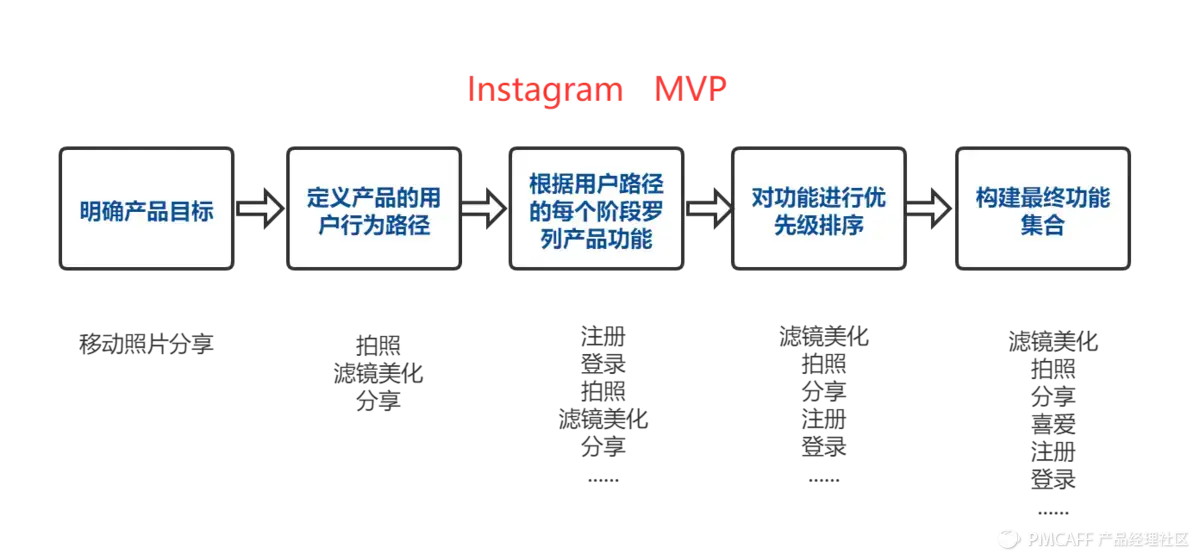 Instagram MVP
明确产品目标
定义产品的用
户行为路径
根据用户路径
的每个阶段罗
列产品功能
对功能进行优
先级排序
构建最终功能
集合
移动照片分享
拍照
滤镜美化
分享
注册
登录
拍照
滤镜美化
分享
......
滤镜美化
拍照
分享
注册
登录
......
滤镜美化
拍照
分享
喜爱
注册
登录
......
PMCAFF 产品经理社区